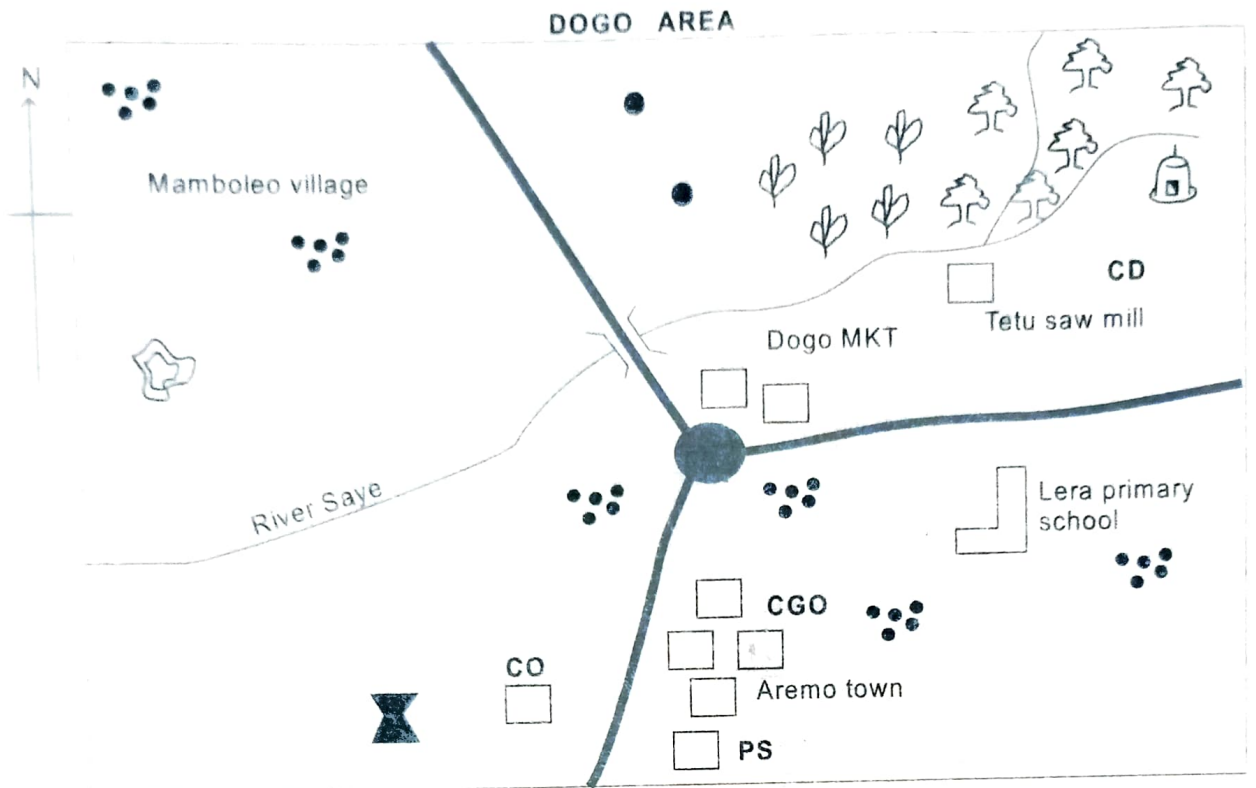 DOGO AREA
N
Mamboleo village
CD
Tetu saw mill
Dogo MKT
River Saye
Lera primary
school
CGO
CO
Aremo town
PS